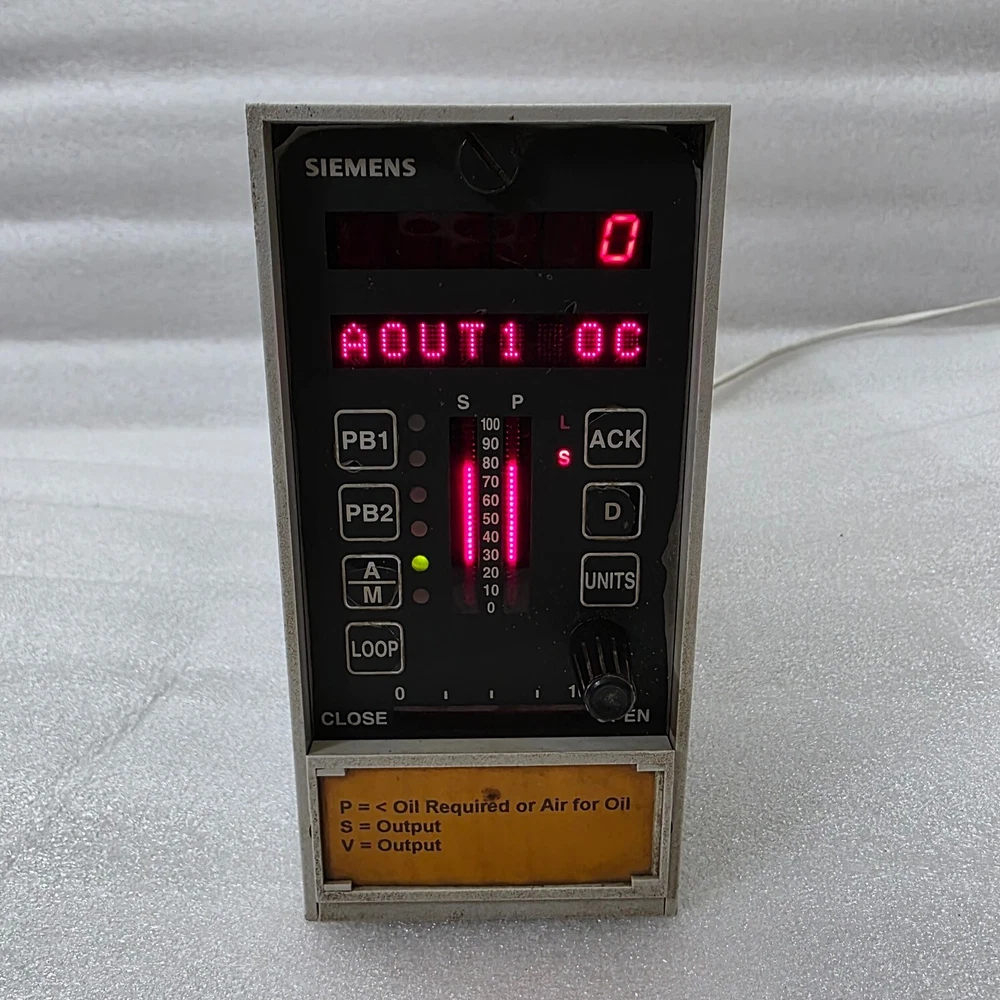 SIEMENS
0
AOUT1 OC
S P
PB1
100
90
80
70
60
50
40
30
20
10
0
L
S
ACK
PB2
D
A
M
UNITS
LOOP
0
CLOSE
P = < Oil Required or Air for Oil
S = Output
V = Output